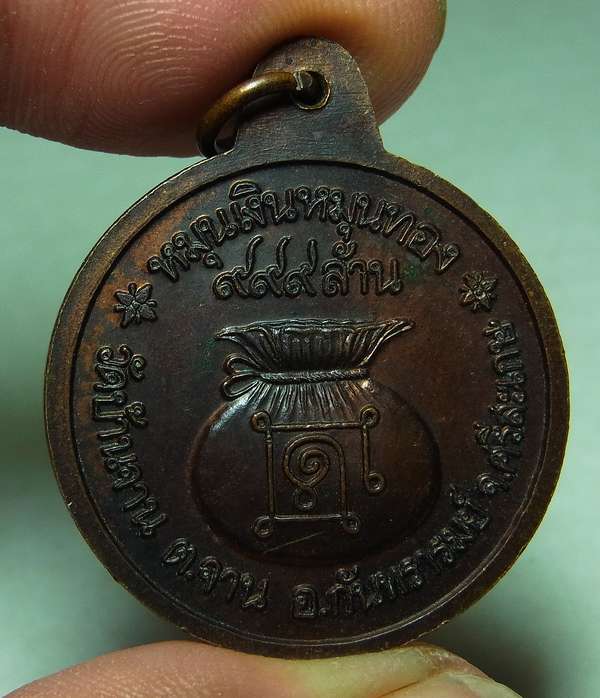 หมุนเงินหมุนทอง
๙๙๙ล้าน
วัดบ้านจาน ต.จาน อ.กันทรารมย์ จ.ศรีสะเกษ